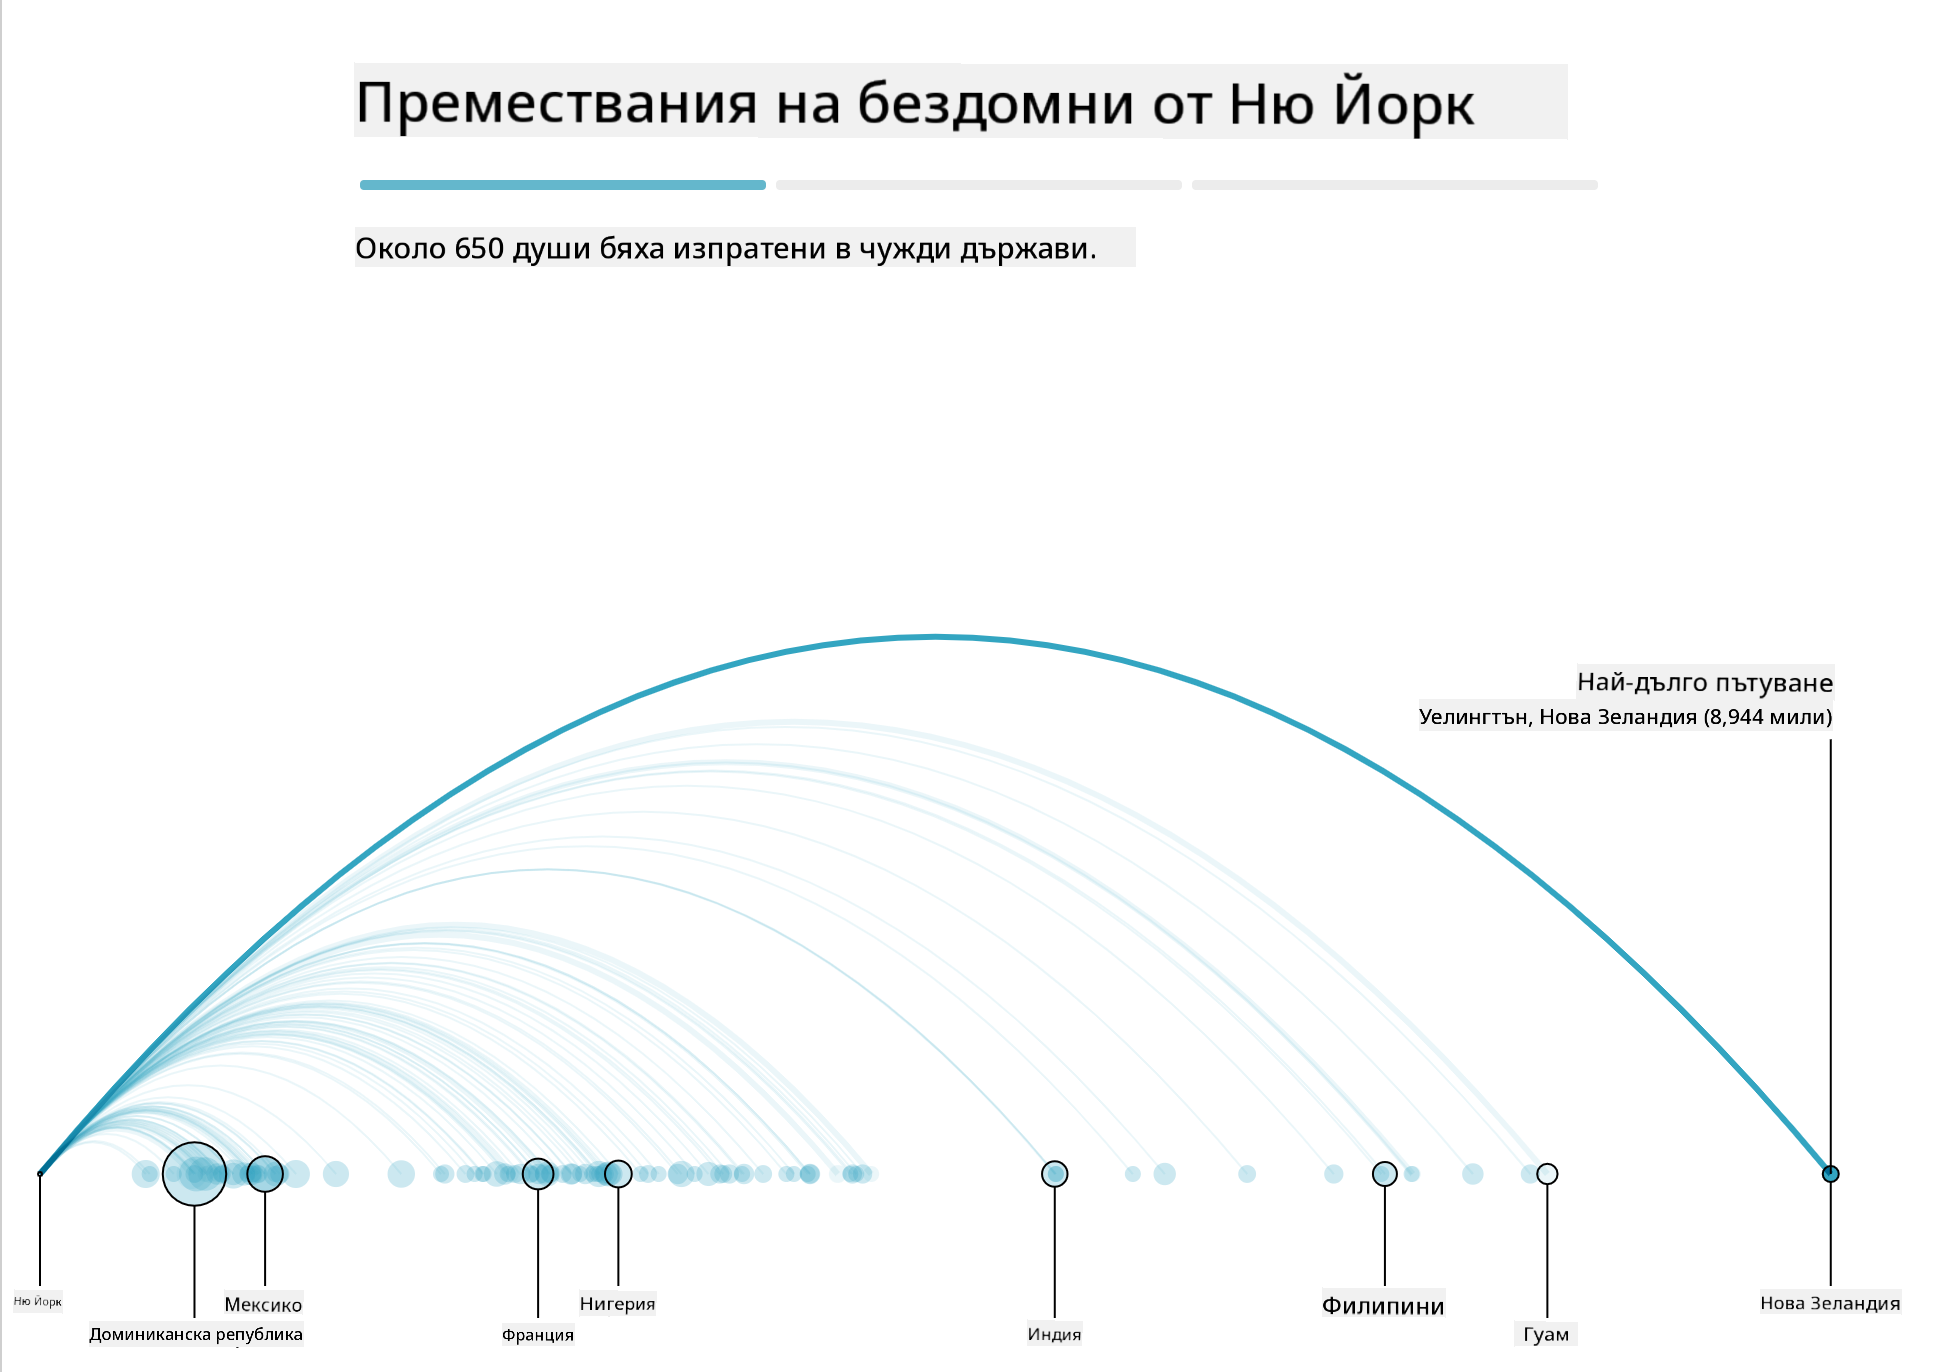 Премествания на бездомни от Ню Йорк
Около 650 души бяха изпратени в чужди държави.
Най-дълго пътуване
Уелингтън, Нова Зеландия (8,944 мили)
Ню Йорк
Доминиканска република
Мексико
Франция
Нигерия
Индия
Филипини
Гуам
Нова Зеландия